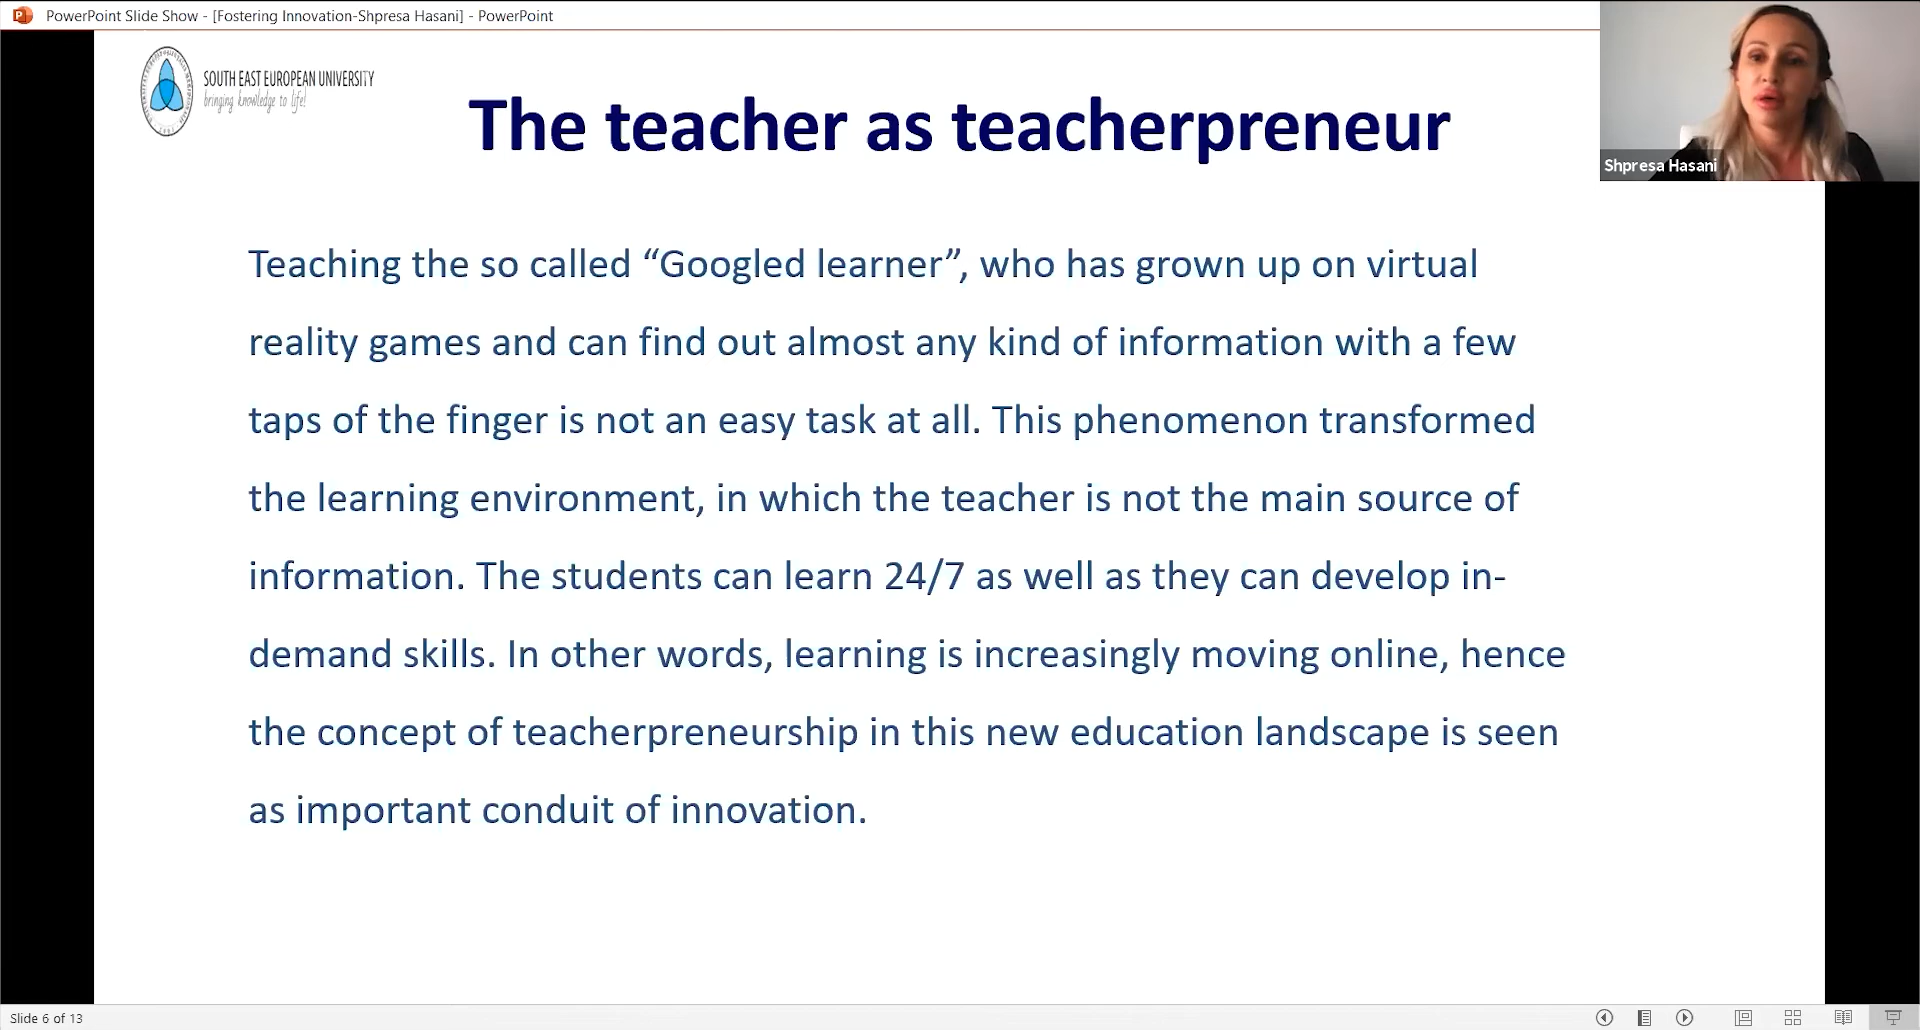 PowerPoint Slide Show - [Fostering Innovation-Shpresa Hasani] - PowerPoint
SOUTH EAST EUROPEAN UNIVERSITY
bringing knowledge to life!
The teacher as teacherpreneur
Shpresa Hasani
Teaching the so called “Googled learner”, who has grown up on virtual
reality games and can find out almost any kind of information with a few
taps of the finger is not an easy task at all. This phenomenon transformed
the learning environment, in which the teacher is not the main source of
information. The students can learn 24/7 as well as they can develop in-
demand skills. In other words, learning is increasingly moving online, hence
the concept of teacherpreneurship in this new education landscape is seen
as important conduit of innovation.
Slide 6 of 13